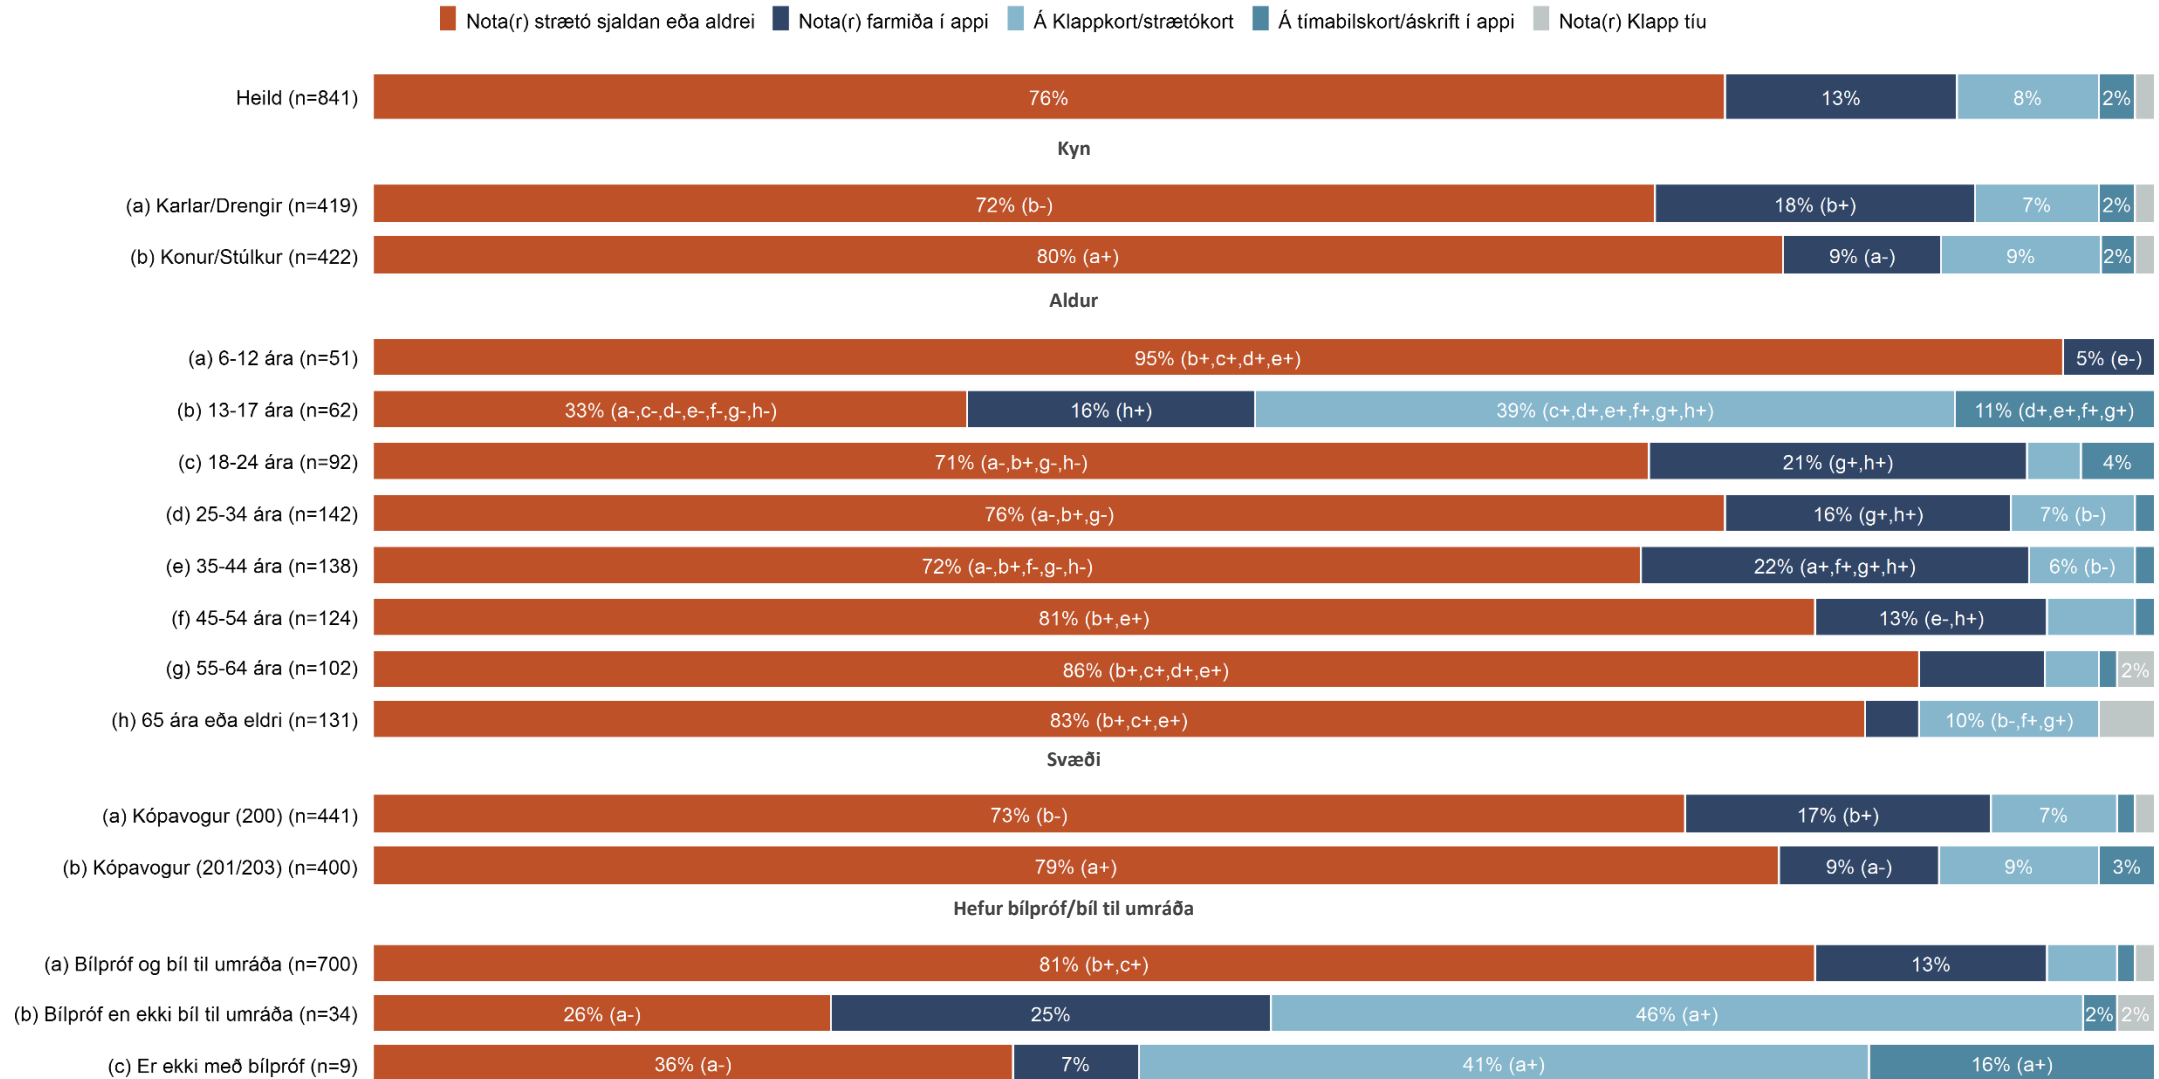 Nota(r) strætó sjaldan eða aldrei Nota(r) farmiða í appi Á Klappkort/strætókort Á tímabilskort/áskrift í appi Nota(r) Klapp tíu
Heild (n=841) 76% 13% 8% 2%
Kyn
(a) Karlar/Drengir (n=419) 72% (b-) 18% (b+) 7% 2%
(b) Konur/Stúlkur (n=422) 80% (a+) 9% (a-) 9% 2%
Aldur
(a) 6-12 ára (n=51) 95% (b+,c+,d+,e+) 5% (e-)
(b) 13-17 ára (n=62) 33% (a-,c-,d-,e-,f-,g-,h-) 16% (h+) 39% (c+,d+,e+,f+,g+,h+) 11% (d+,e+,f+,g+)
(c) 18-24 ára (n=92) 71% (a-,b+,g-,h-) 21% (g+,h+) 4%
(d) 25-34 ára (n=142) 76% (a-,b+,g-) 16% (g+,h+) 7% (b-)
(e) 35-44 ára (n=138) 72% (a-,b+,f-,g-,h-) 22% (a+,f+,g+,h+) 6% (b-)
(f) 45-54 ára (n=124) 81% (b+,e+) 13% (e-,h+)
(g) 55-64 ára (n=102) 86% (b+,c+,d+,e+) 2%
(h) 65 ára eða eldri (n=131) 83% (b+,c+,e+) 10% (b-,f+,g+)
Svæði
(a) Kópavogur (200) (n=441) 73% (b-) 17% (b+) 7%
(b) Kópavogur (201/203) (n=400) 79% (a+) 9% (a-) 9% 3%
Hefur bílpróf/bíl til umráða
(a) Bílpróf og bíl til umráða (n=700) 81% (b+,c+) 13%
(b) Bílpróf en ekki bíl til umráða (n=34) 26% (a-) 25% 46% (a+) 2% 2%
(c) Er ekki með bílpróf (n=9) 36% (a-) 7% 41% (a+) 16% (a+)